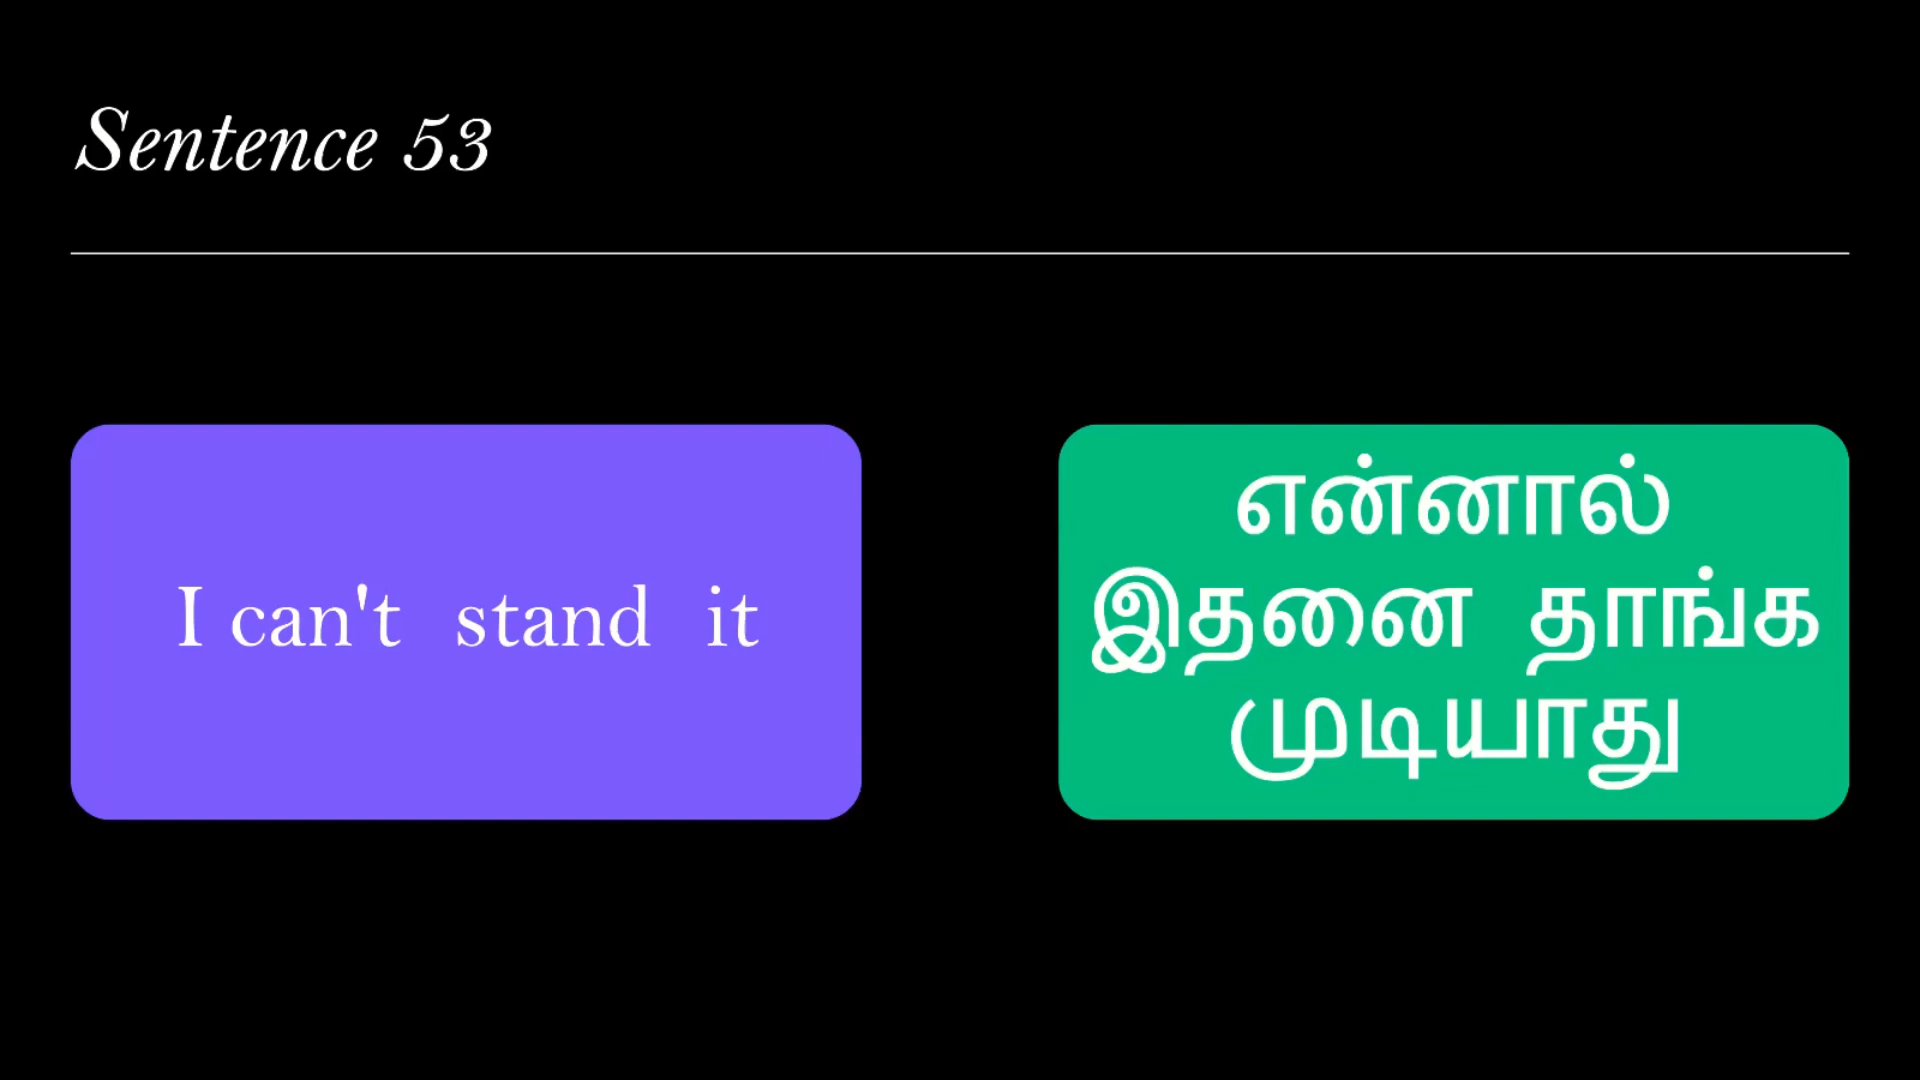 Sentence 53
I can't stand it
என்னால்
இதனை தாங்க
முடியாது